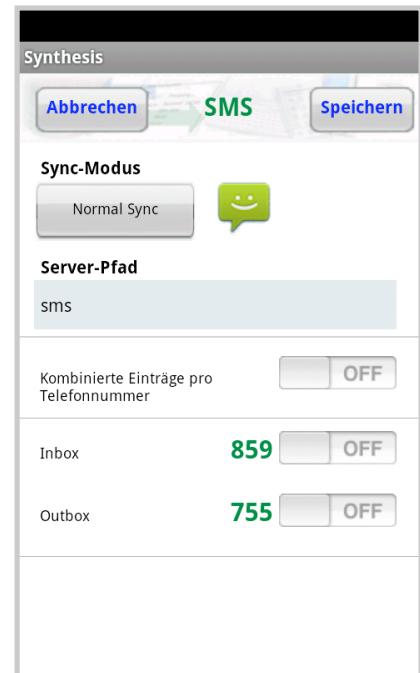 Synthesis
Abbrechen SMS Speichern
Sync-Modus
Normal Sync
Server-Pfad
sms
Kombinierte Einträge pro
Telefonnummer
OFF
Inbox 859 OFF
Outbox 755 OFF